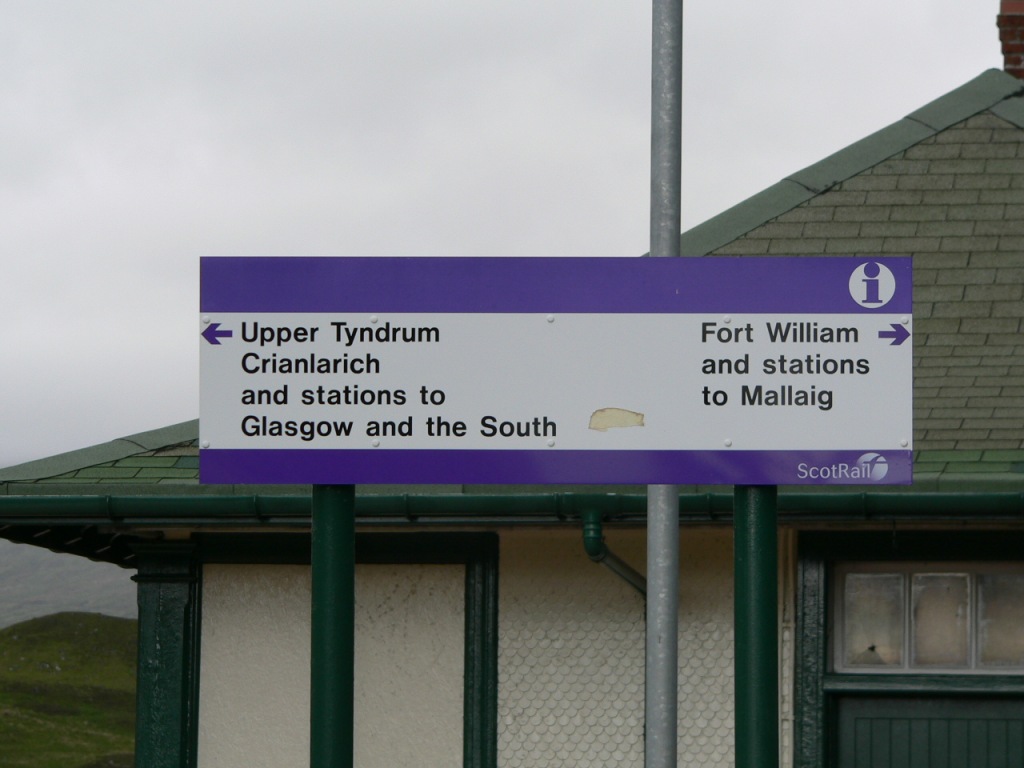 Upper Tyndrum
Crianlarich
and stations to
Glasgow and the South
Fort William
and stations
to Mallaig
i
ScotRail